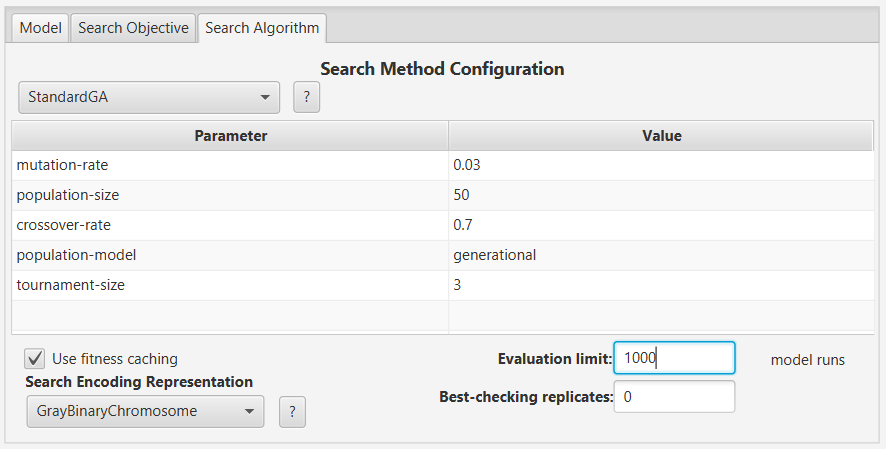 Model Search Objective Search Algorithm
Search Method Configuration
StandardGA ?
Parameter Value
mutation-rate 0.03
population-size 50
crossover-rate 0.7
population-model generational
tournament-size 3
Use fitness caching Evaluation limit: 1000 model runs
Search Encoding Representation
Best-checking replicates: 0
GrayBinaryChromosome ?